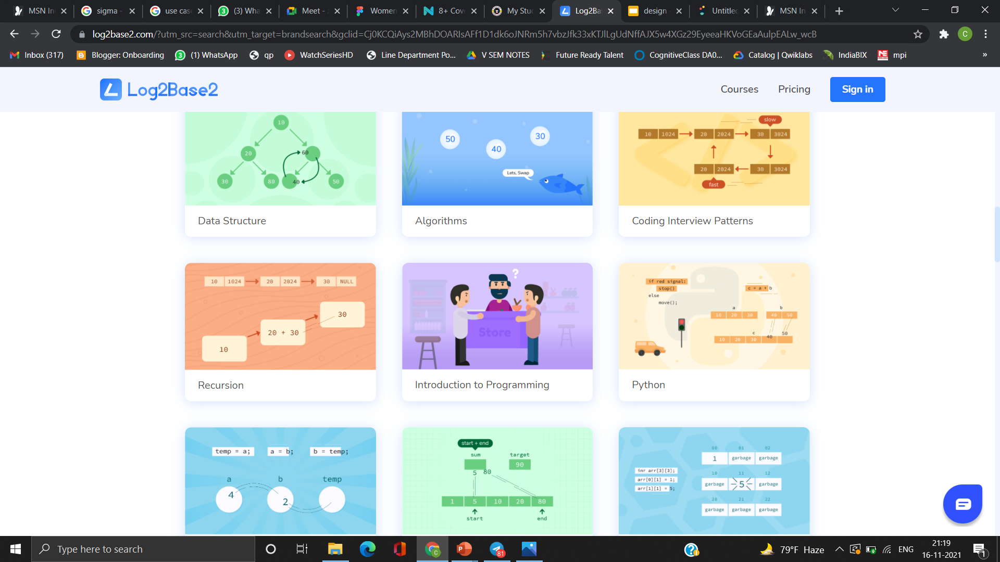 MSN In
sigma -
use case
(3) Wha
Meet -
Women
8+ Cov
My Stuc
Log2Ba
design -
Untitled
MSN In
log2base2.com/?utm_src=search&utm_target=brandsearch&gclid=Cj0KCQiAys2MBhDOARIsAFf1D1dk6oJNRm5h7vbzJfk33xKTJlLgUdNffAJX5w4XGz29EyeeaHKVoGEaAulpEALw_wcB
C
Inbox (317)
Blogger: Onboarding
(1) WhatsApp
qp
WatchSeriesHD
Line Department Po...
V SEM NOTES
Future Ready Talent
CognitiveClass DA0...
Catalog | Qwiklabs
IndiaBIX
mpi
»
Log2Base2
Courses
Pricing
Sign in
10
20
60
30
80
40
50
Data Structure
50
40
30
Lets, Swap
Algorithms
slow
10 1024 20 2024 30 3024
20 2024 30 3024
fast
Coding Interview Patterns
10 1024 20 2024 30 NULL
30
20 + 30
10
Recursion
?
Store
Introduction to Programming
if red signal:
stop()
else
move();
c = a + b
a b
10 20 30 40 50
c
50
40
10 20 30
Python
temp = a; a = b; b = temp;
a b temp
4
2
start + end
sum target
90
5 80
1 5 10 20 80
start end
inr arr[3][3];
arr[0][1] = 1;
arr[1][1] = 5;
00 01 02
1 garbage garbage
10 11 12
garbage 5 garbage
20 21 22
garbage garbage garbage
Type here to search
C
81
79°F Haze
ENG
21:19
16-11-2021
1